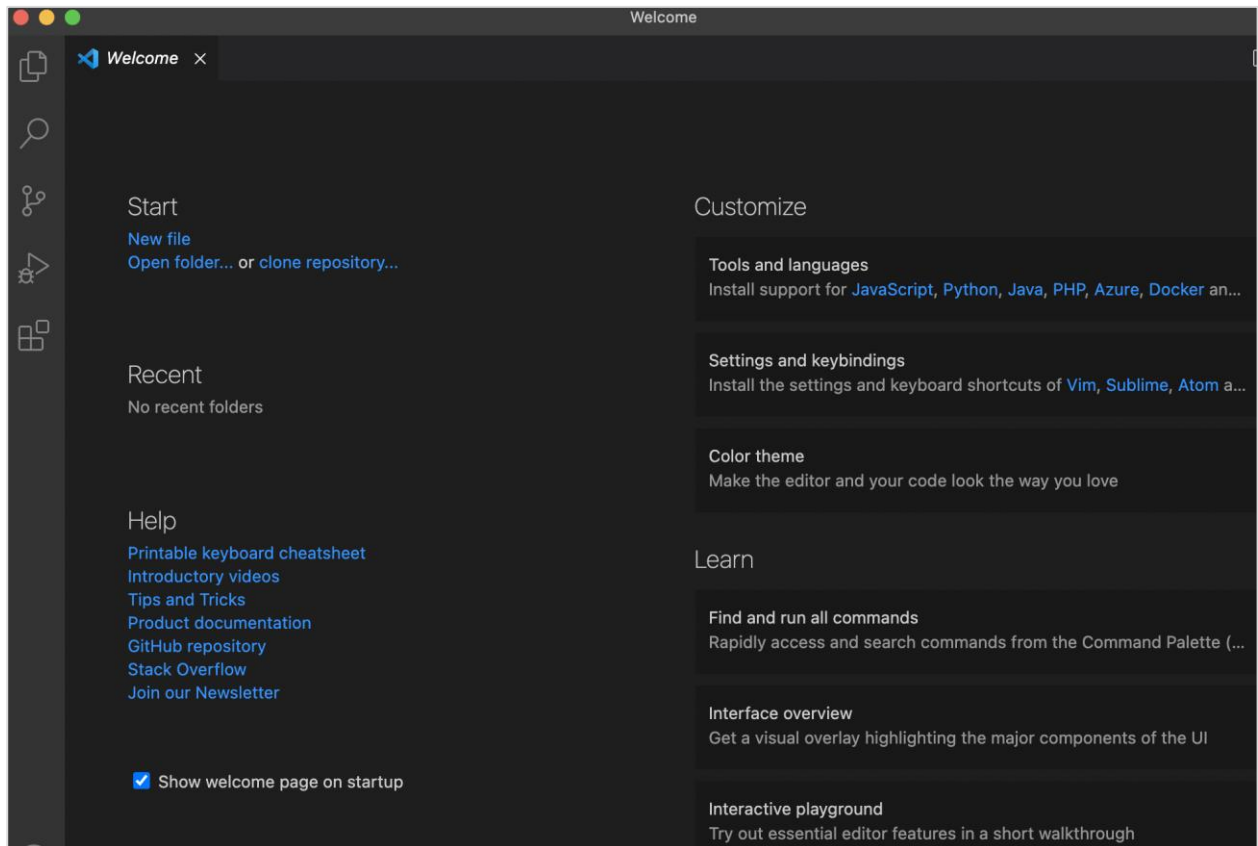 Welcome
Welcome
Start
New file
Open folder... or clone repository...
Recent
No recent folders
Help
Printable keyboard cheatsheet
Introductory videos
Tips and Tricks
Product documentation
GitHub repository
Stack Overflow
Join our Newsletter
Show welcome page on startup
Customize
Tools and languages
Install support for JavaScript, Python, Java, PHP, Azure, Docker an...
Settings and keybindings
Install the settings and keyboard shortcuts of Vim, Sublime, Atom a...
Color theme
Make the editor and your code look the way you love
Learn
Find and run all commands
Rapidly access and search commands from the Command Palette (...
Interface overview
Get a visual overlay highlighting the major components of the UI
Interactive playground
Try out essential editor features in a short walkthrough